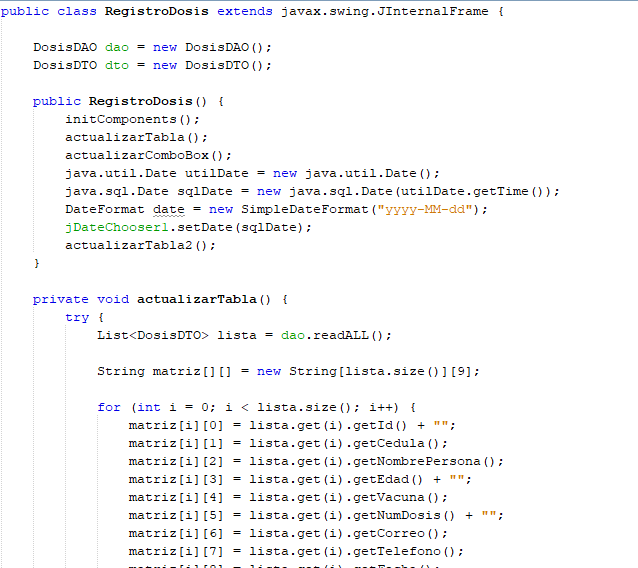 public class RegistroDosis extends javax.swing.JInternalFrame {
DosisDAO dao = new DosisDAO();
DosisDTO dto = new DosisDTO();
public RegistroDosis() {
initComponents();
actualizarTabla();
actualizarComboBox();
java.util.Date utilDate = new java.util.Date();
java.sql.Date sqlDate = new java.sql.Date(utilDate.getTime());
DateFormat date = new SimpleDateFormat("yyyy-MM-dd");
jDateChooser1.setDate(sqlDate);
actualizarTabla2();
}
private void actualizarTabla() {
try {
List<DosisDTO> lista = dao.readALL();
String matriz[][] = new String[lista.size()][9];
for (int i = 0; i < lista.size(); i++) {
matriz[i][0] = lista.get(i).getId() + "";
matriz[i][1] = lista.get(i).getCedula();
matriz[i][2] = lista.get(i).getNombrePersona();
matriz[i][3] = lista.get(i).getEdad() + "";
matriz[i][4] = lista.get(i).getVacuna();
matriz[i][5] = lista.get(i).getNumDosis() + "";
matriz[i][6] = lista.get(i).getCorreo();
matriz[i][7] = lista.get(i).getTelefono();
matriz[i][8] = lista.get(i).getFecha();